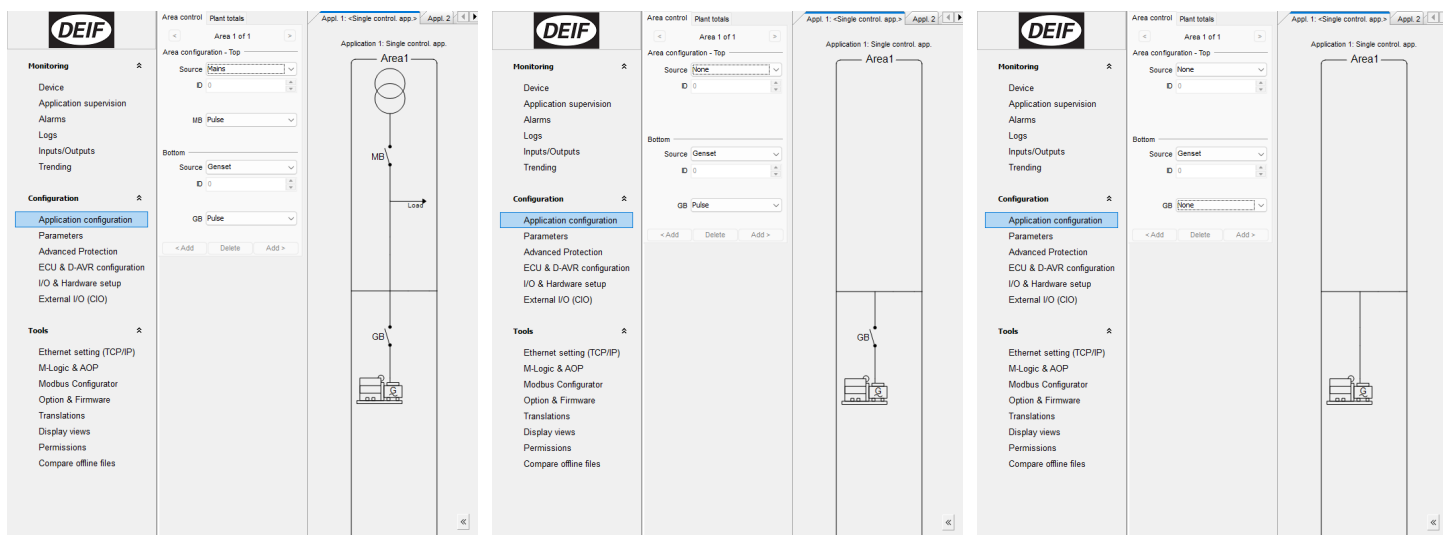 DEIF
Monitoring
Device
Application supervision
Alarms
Logs
Inputs/Outputs
Trending
Configuration
Application configuration
Parameters
Advanced Protection
ECU & D-AVR configuration
I/O & Hardware setup
External I/O (CIO)
Tools
Ethernet setting (TCP/IP)
M-Logic & AOP
Modbus Configurator
Option & Firmware
Translations
Display views
Permissions
Compare offline files
Area control Plant totals
< Area 1 of 1 >
Area configuration - Top
Source Mains
ID 0
MB Pulse
Bottom
Source Genset
ID 0
GB Pulse
< Add Delete Add >
Appl. 1: <Single control. app.> Appl. 2
Application 1: Single control. app.
Area1
MB
Load
GB
G
«
DEIF
Monitoring
Device
Application supervision
Alarms
Logs
Inputs/Outputs
Trending
Configuration
Application configuration
Parameters
Advanced Protection
ECU & D-AVR configuration
I/O & Hardware setup
External I/O (CIO)
Tools
Ethernet setting (TCP/IP)
M-Logic & AOP
Modbus Configurator
Option & Firmware
Translations
Display views
Permissions
Compare offline files
Area control Plant totals
< Area 1 of 1 >
Area configuration - Top
Source None
ID 0
Bottom
Source Genset
ID 0
GB Pulse
< Add Delete Add >
Appl. 1: <Single control. app.> Appl. 2
Application 1: Single control. app.
Area1
GB
G
«
DEIF
Monitoring
Device
Application supervision
Alarms
Logs
Inputs/Outputs
Trending
Configuration
Application configuration
Parameters
Advanced Protection
ECU & D-AVR configuration
I/O & Hardware setup
External I/O (CIO)
Tools
Ethernet setting (TCP/IP)
M-Logic & AOP
Modbus Configurator
Option & Firmware
Translations
Display views
Permissions
Compare offline files
Area control Plant totals
< Area 1 of 1 >
Area configuration - Top
Source None
ID 0
Bottom
Source Genset
ID 0
GB None
< Add Delete Add >
Appl. 1: <Single control. app.> Appl. 2
Application 1: Single control. app.
Area1
G
«